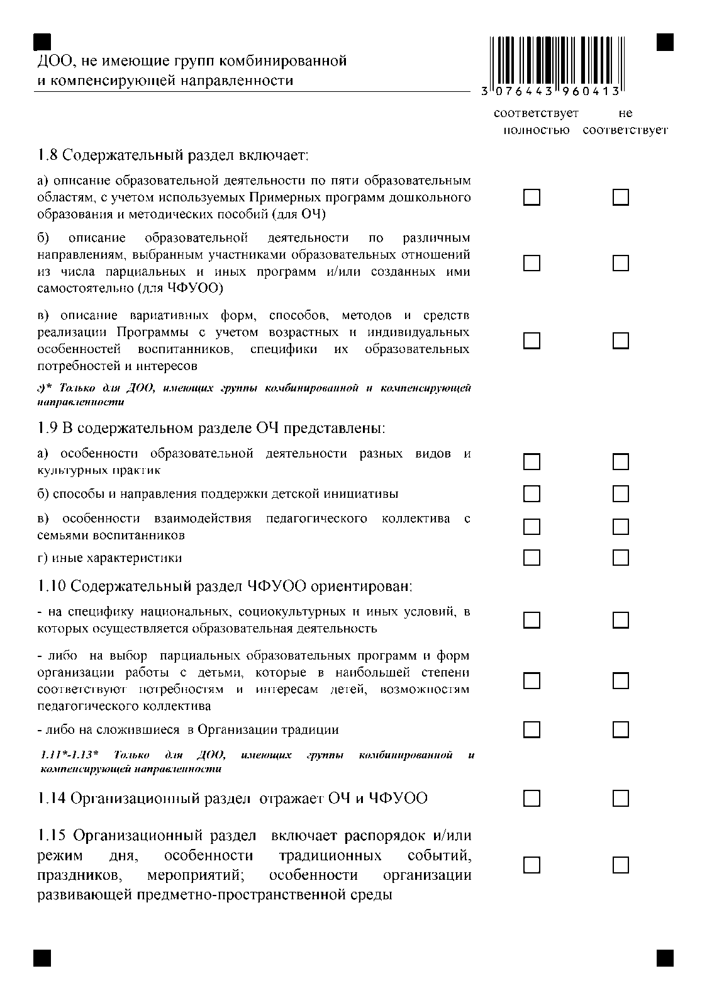 ДОО, не имеющие групп комбинированной
и компенсирующей направленности
3 076443 960413
соответствует не
полностью соответствует
1.8 Содержательный раздел включает:
а) описание образовательной деятельности по пяти образовательным
областям, с учетом используемых Примерных программ дошкольного
образования и методических пособий (для ОЧ)
б) описание образовательной деятельности по различным
направлениям, выбранным участниками образовательных отношений
из числа парциальных и иных программ и/или созданных ими
самостоятельно (для ЧФУОО)
в) описание вариативных форм, способов, методов и средств
реализации Программы с учетом возрастных и индивидуальных
особенностей воспитанников, специфики их образовательных
потребностей и интересов
г)* Только для ДОО, имеющих группы комбинированной и компенсирующей
направленности
1.9 В содержательном разделе ОЧ представлены:
а) особенности образовательной деятельности разных видов и
культурных практик
б) способы и направления поддержки детской инициативы
в) особенности взаимодействия педагогического коллектива с
семьями воспитанников
г) иные характеристики
1.10 Содержательный раздел ЧФУОО ориентирован:
- на специфику национальных, социокультурных и иных условий, в
которых осуществляется образовательная деятельность
- либо на выбор парциальных образовательных программ и форм
организации работы с детьми, которые в наибольшей степени
соответствуют потребностям и интересам детей, возможностям
педагогического коллектива
- либо на сложившиеся в Организации традиции
1.11*-1.13* Только для ДОО, имеющих группы комбинированной и
компенсирующей направленности
1.14 Организационный раздел отражает ОЧ и ЧФУОО
1.15 Организационный раздел включает распорядок и/или
режим дня, особенности традиционных событий,
праздников, мероприятий; особенности организации
развивающей предметно-пространственной среды